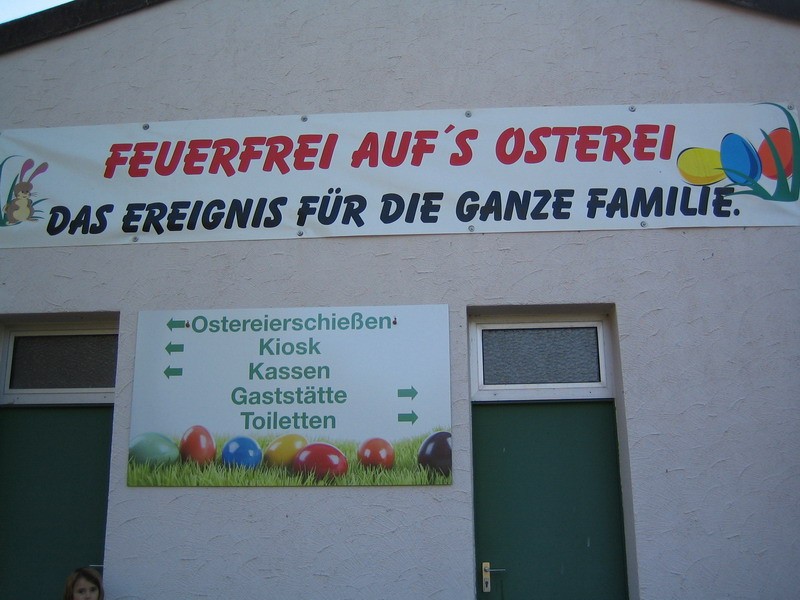 FEUERFREI AUF´S OSTEREI
DAS EREIGNIS FÜR DIE GANZE FAMILIE.
Ostereierschießen
Kiosk
Kassen
Gaststätte
Toiletten